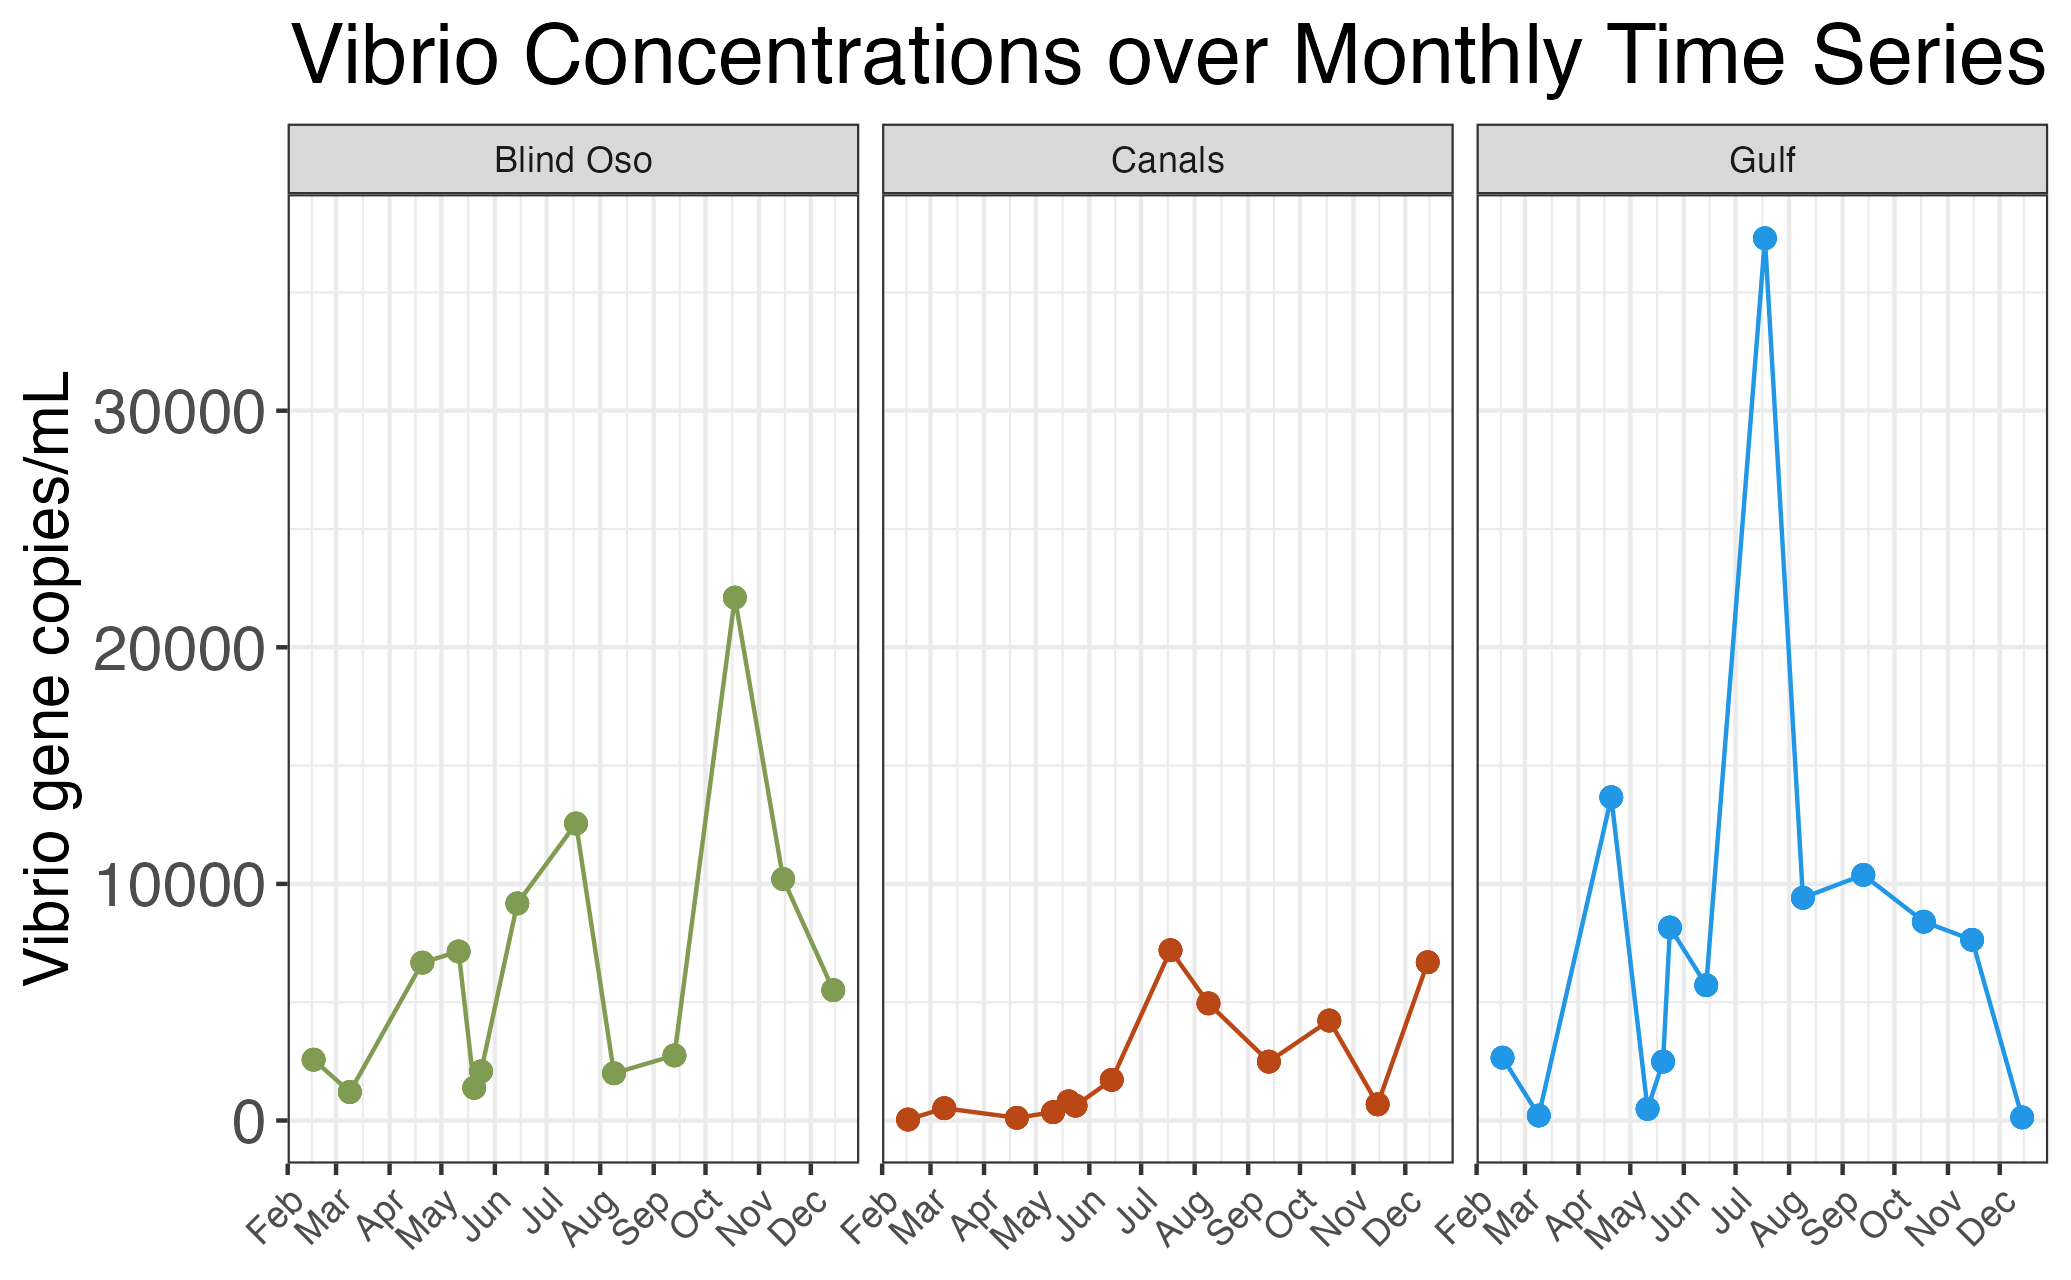 Vibrio Concentrations over Monthly Time Series
Blind Oso
Canals
Gulf
Vibrio gene copies/mL
30000
20000
10000
0
Feb Mar Apr May Jun Jul Aug Sep Oct Nov Dec
Feb Mar Apr May Jun Jul Aug Sep Oct Nov Dec
Feb Mar Apr May Jun Jul Aug Sep Oct Nov Dec